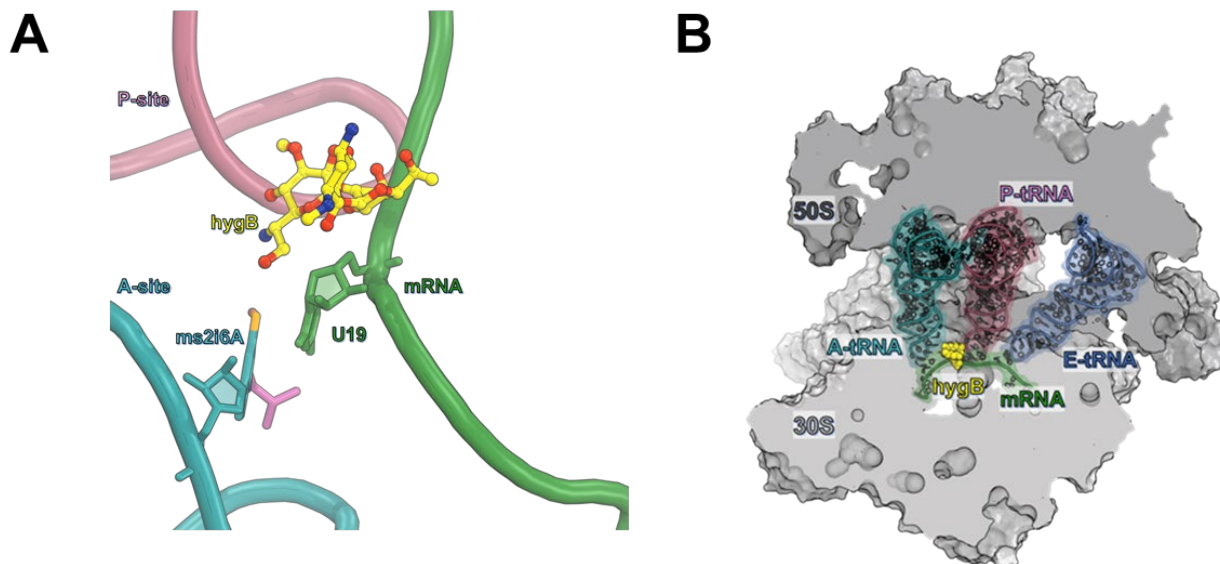 A
P-site
hygB
A-site
mRNA
ms2i6A
U19
B
P-tRNA
50S
A-tRNA
E-tRNA
hygB
mRNA
30S